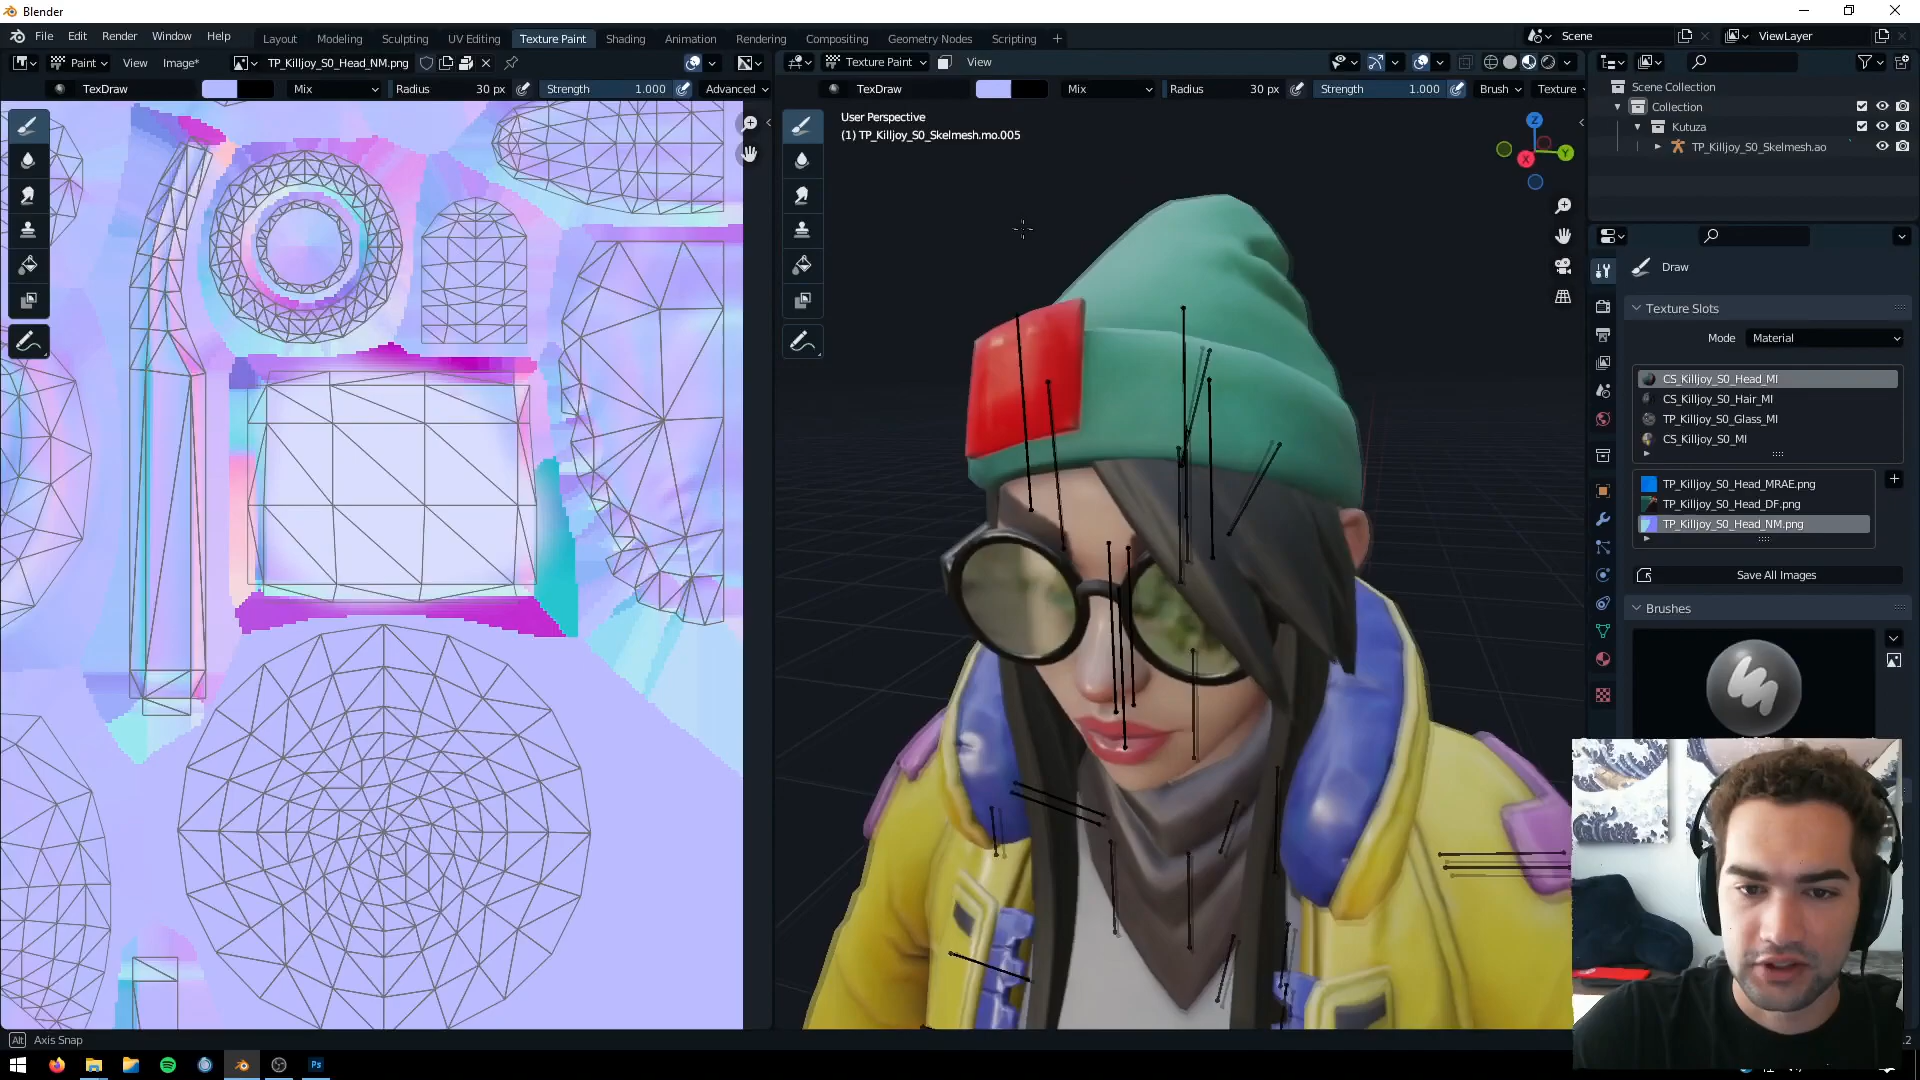 Blender
File Edit Render Window Help
Layout Modeling Sculpting UV Editing Texture Paint Shading Animation Rendering Compositing Geometry Nodes Scripting +
Scene
ViewLayer
Paint View Image* TP_Killjoy_S0_Head_NM.png
Texture Paint View
TexDraw Mix Radius 30 px Strength 1.000 Advanced
TexDraw Mix Radius 30 px Strength 1.000 Brush Texture
User Perspective
(1) TP_Killjoy_S0_Skelmesh.mo.005
Z
Y
X
Scene Collection
Collection
Kutuza
TP_Killjoy_S0_Skelmesh.ao
Draw
Texture Slots
Mode Material
CS_Killjoy_S0_Head_MI
CS_Killjoy_S0_Hair_MI
TP_Killjoy_S0_Glass_MI
CS_Killjoy_S0_MI
TP_Killjoy_S0_Head_MRAE.png
TP_Killjoy_S0_Head_DF.png
TP_Killjoy_S0_Head_NM.png
Save All Images
Brushes
Alt Axis Snap
Ps